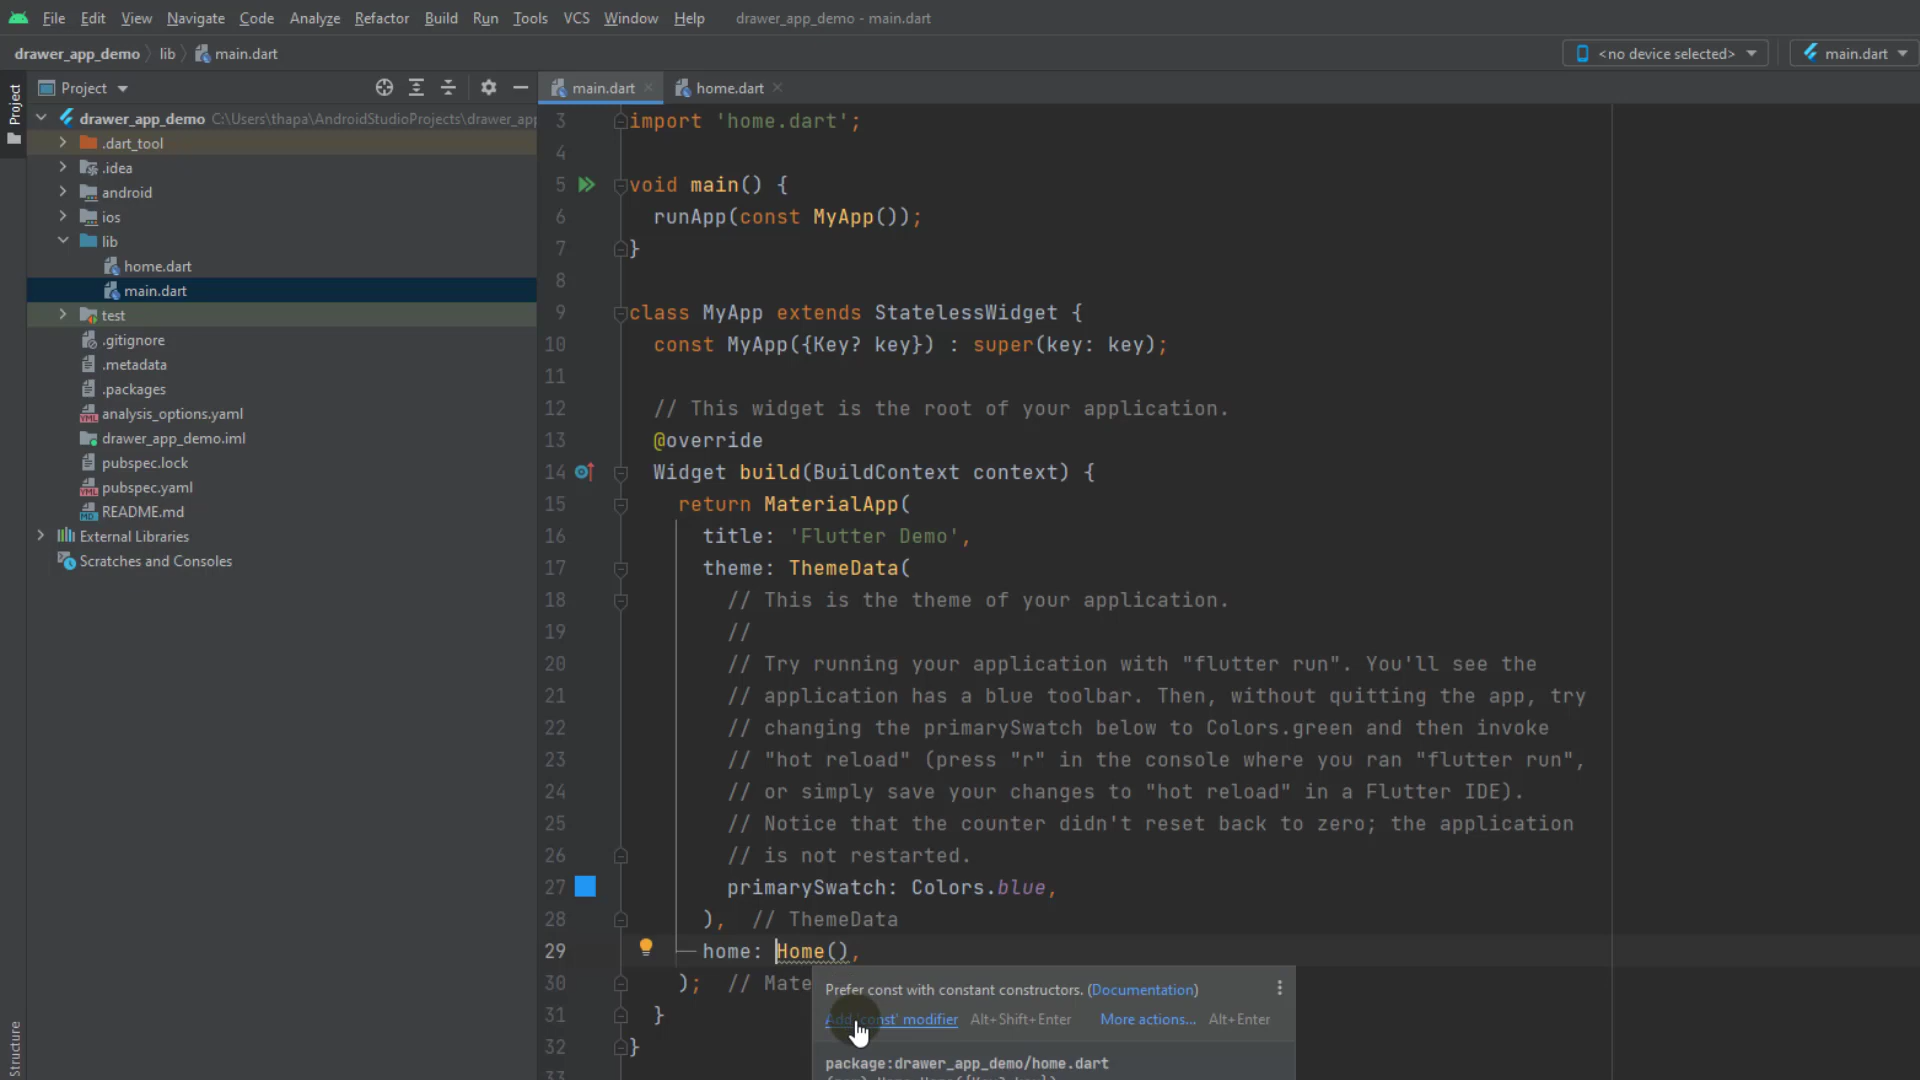 File Edit View Navigate Code Analyze Refactor Build Run Tools VCS Window Help drawer_app_demo - main.dart
drawer_app_demo lib main.dart
<no device selected> main.dart
Project
Project
main.dart home.dart
drawer_app_demo C:\Users\thapa\AndroidStudioProjects\drawer_app
.dart_tool
.idea
android
ios
lib
home.dart
main.dart
test
.gitignore
.metadata
.packages
analysis_options.yaml
drawer_app_demo.iml
pubspec.lock
pubspec.yaml
README.md
External Libraries
Scratches and Consoles
Structure
3 import 'home.dart';
4
5 void main() {
6 runApp(const MyApp());
7 }
8
9 class MyApp extends StatelessWidget {
10 const MyApp({Key? key}) : super(key: key);
11
12 // This widget is the root of your application.
13 @override
14 Widget build(BuildContext context) {
15 return MaterialApp(
16 title: 'Flutter Demo',
17 theme: ThemeData(
18 // This is the theme of your application.
19 //
20 // Try running your application with "flutter run". You'll see the
21 // application has a blue toolbar. Then, without quitting the app, try
22 // changing the primarySwatch below to Colors.green and then invoke
23 // "hot reload" (press "r" in the console where you ran "flutter run",
24 // or simply save your changes to "hot reload" in a Flutter IDE).
25 // Notice that the counter didn't reset back to zero; the application
26 // is not restarted.
27 primarySwatch: Colors.blue,
28 ), // ThemeData
29 home: Home(),
30 ); // Mate
31 }
32 }
33
Prefer const with constant constructors. (Documentation)
Add 'const' modifier Alt+Shift+Enter More actions... Alt+Enter
package:drawer_app_demo/home.dart